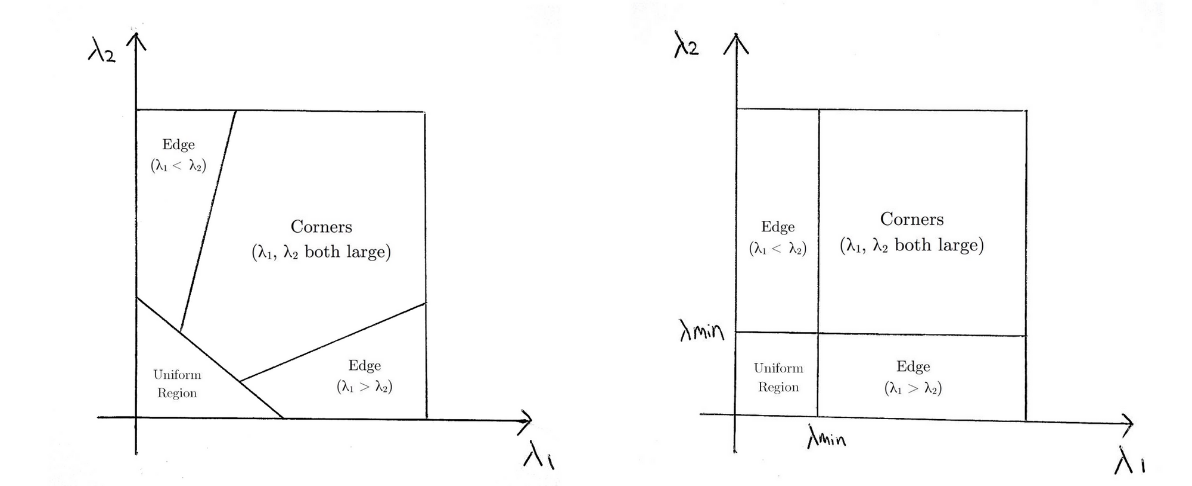 λ2
Edge
(λ1 < λ2)
Corners
(λ1, λ2 both large)
Uniform
Region
Edge
(λ1 > λ2)
λ1
λ2
Edge
(λ1 < λ2)
Corners
(λ1, λ2 both large)
λmin
Uniform
Region
Edge
(λ1 > λ2)
λmin
λ1